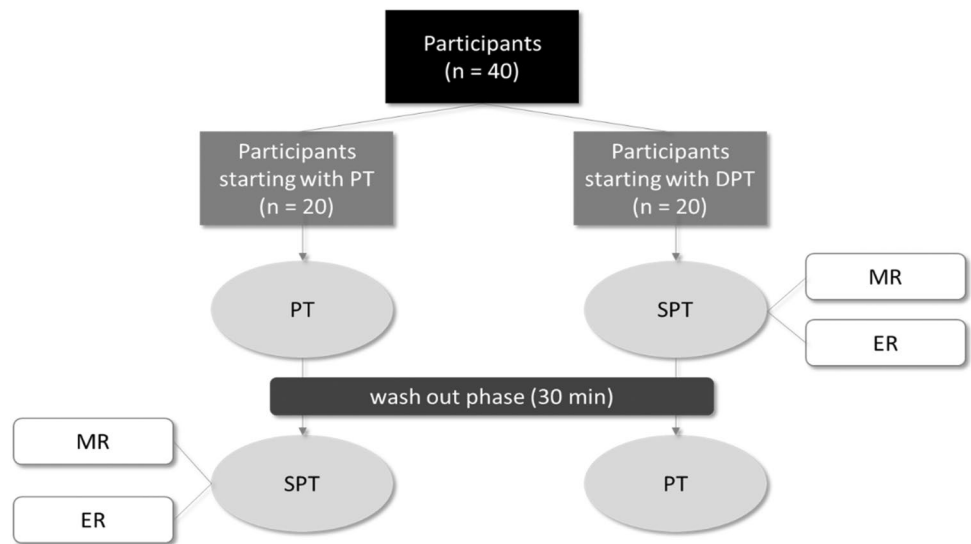 Participants
(n = 40)
Participants
starting with PT
(n = 20)
Participants
starting with DPT
(n = 20)
PT
SPT
MR
ER
wash out phase (30 min)
MR
ER
SPT
PT